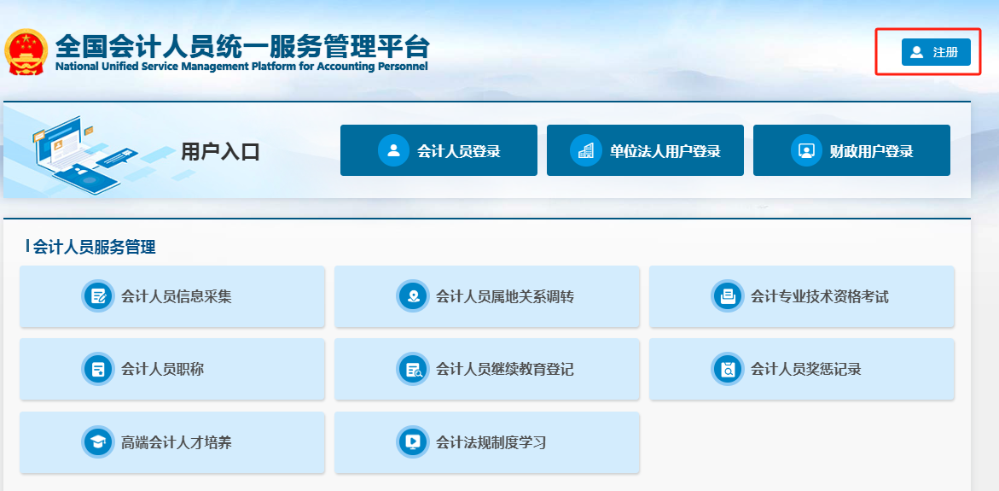 全国会计人员统一服务管理平台
National Unified Service Management Platform for Accounting Personnel
注册
用户入口
会计人员登录
单位法人用户登录
财政用户登录
会计人员服务管理
会计人员信息采集
会计人员属地关系调转
会计专业技术资格考试
会计人员职称
会计人员继续教育登记
会计人员奖惩记录
高端会计人才培养
会计法规制度学习